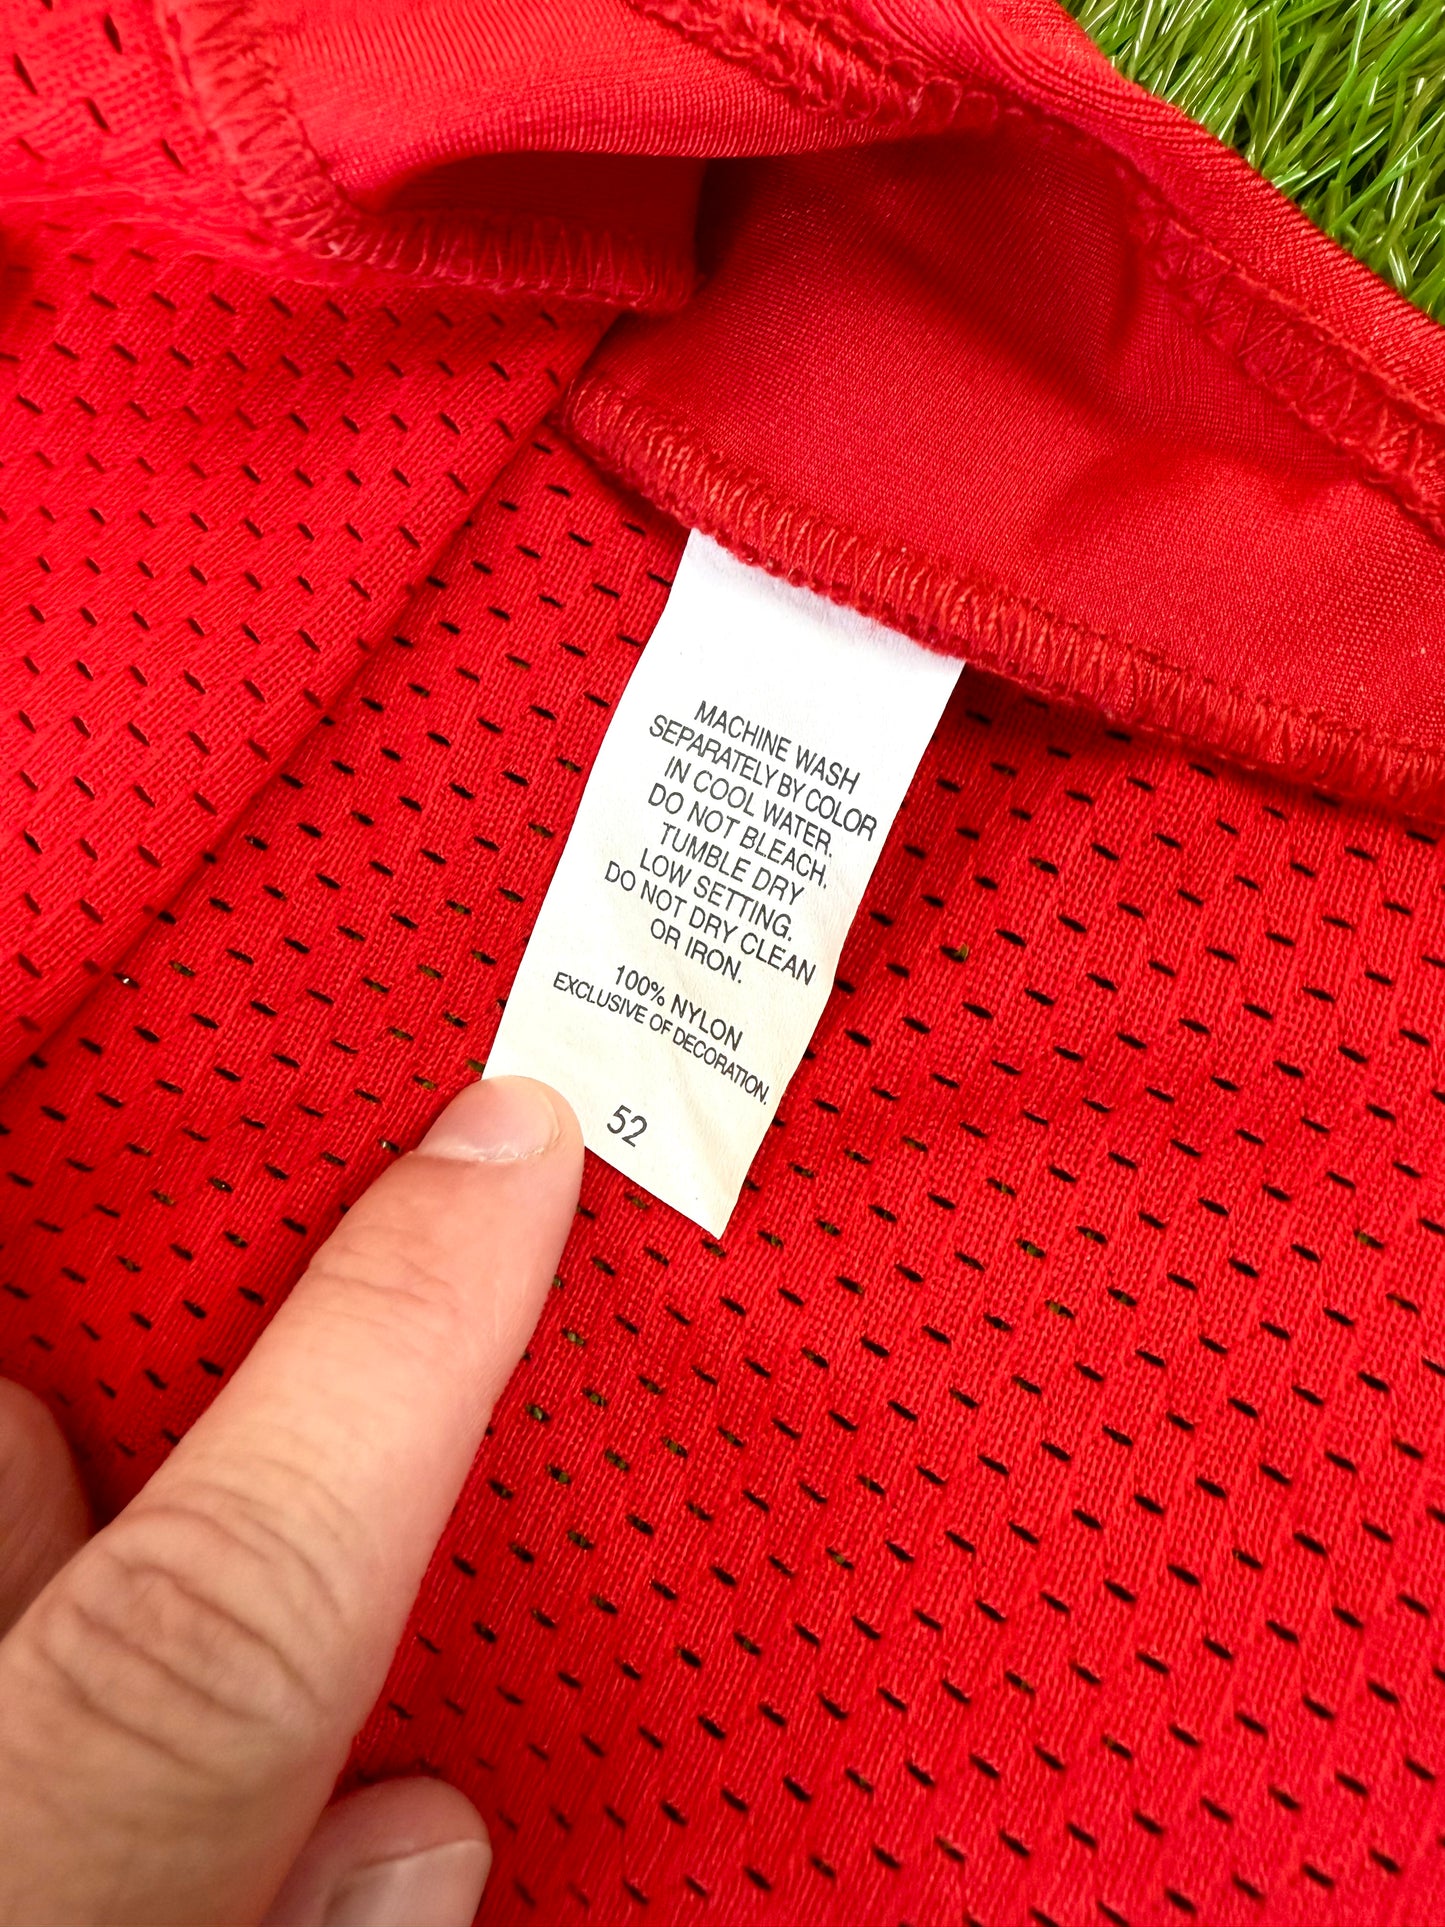 MACHINE WASH
SEPARATELY BY COLOR
IN COOL WATER.
DO NOT BLEACH.
TUMBLE DRY
LOW SETTING.
DO NOT DRY CLEAN
OR IRON.
100% NYLON
EXCLUSIVE OF DECORATION.
52